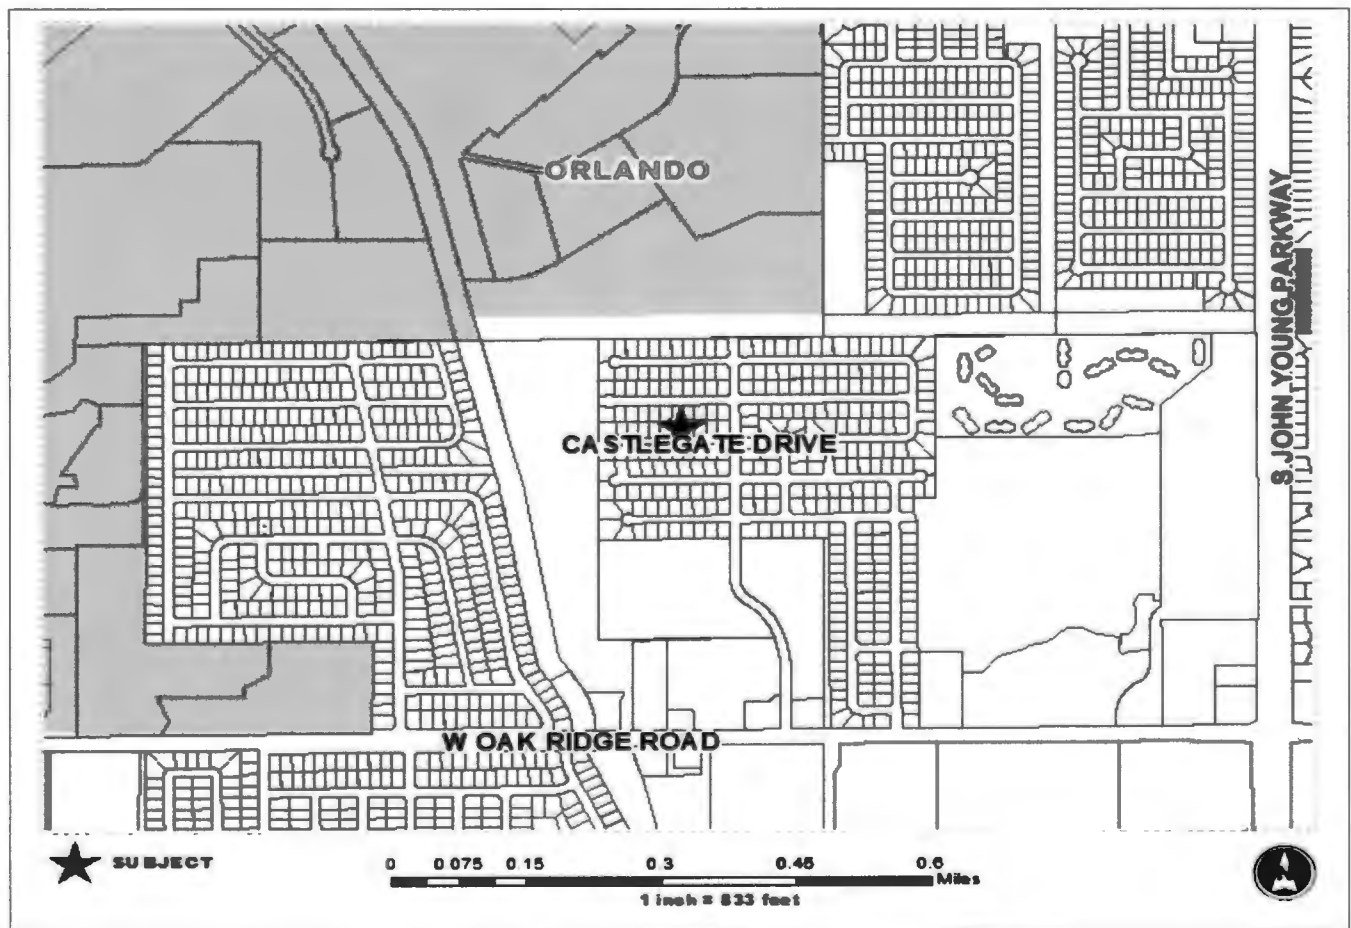 ORLANDO
S JOHN YOUNG PARKWAY
CASTLEGATE DRIVE
W OAK RIDGE ROAD
SUBJECT
0 0.075 0.15 0.3 0.45 0.6
Miles
1 inch = 833 feet
N